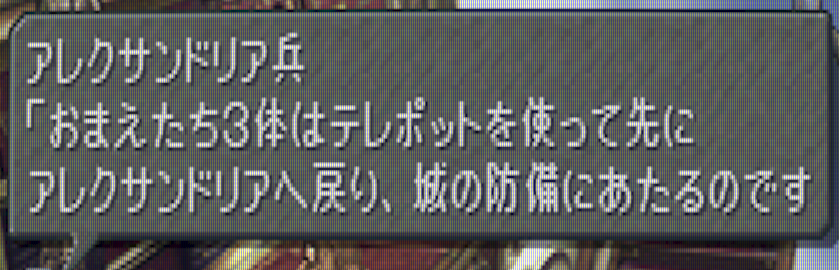 アレクサンドリア兵
「おまえたち3体はテレポットを使って先に
アレクサンドリアへ戻り、城の防備にあたるのです